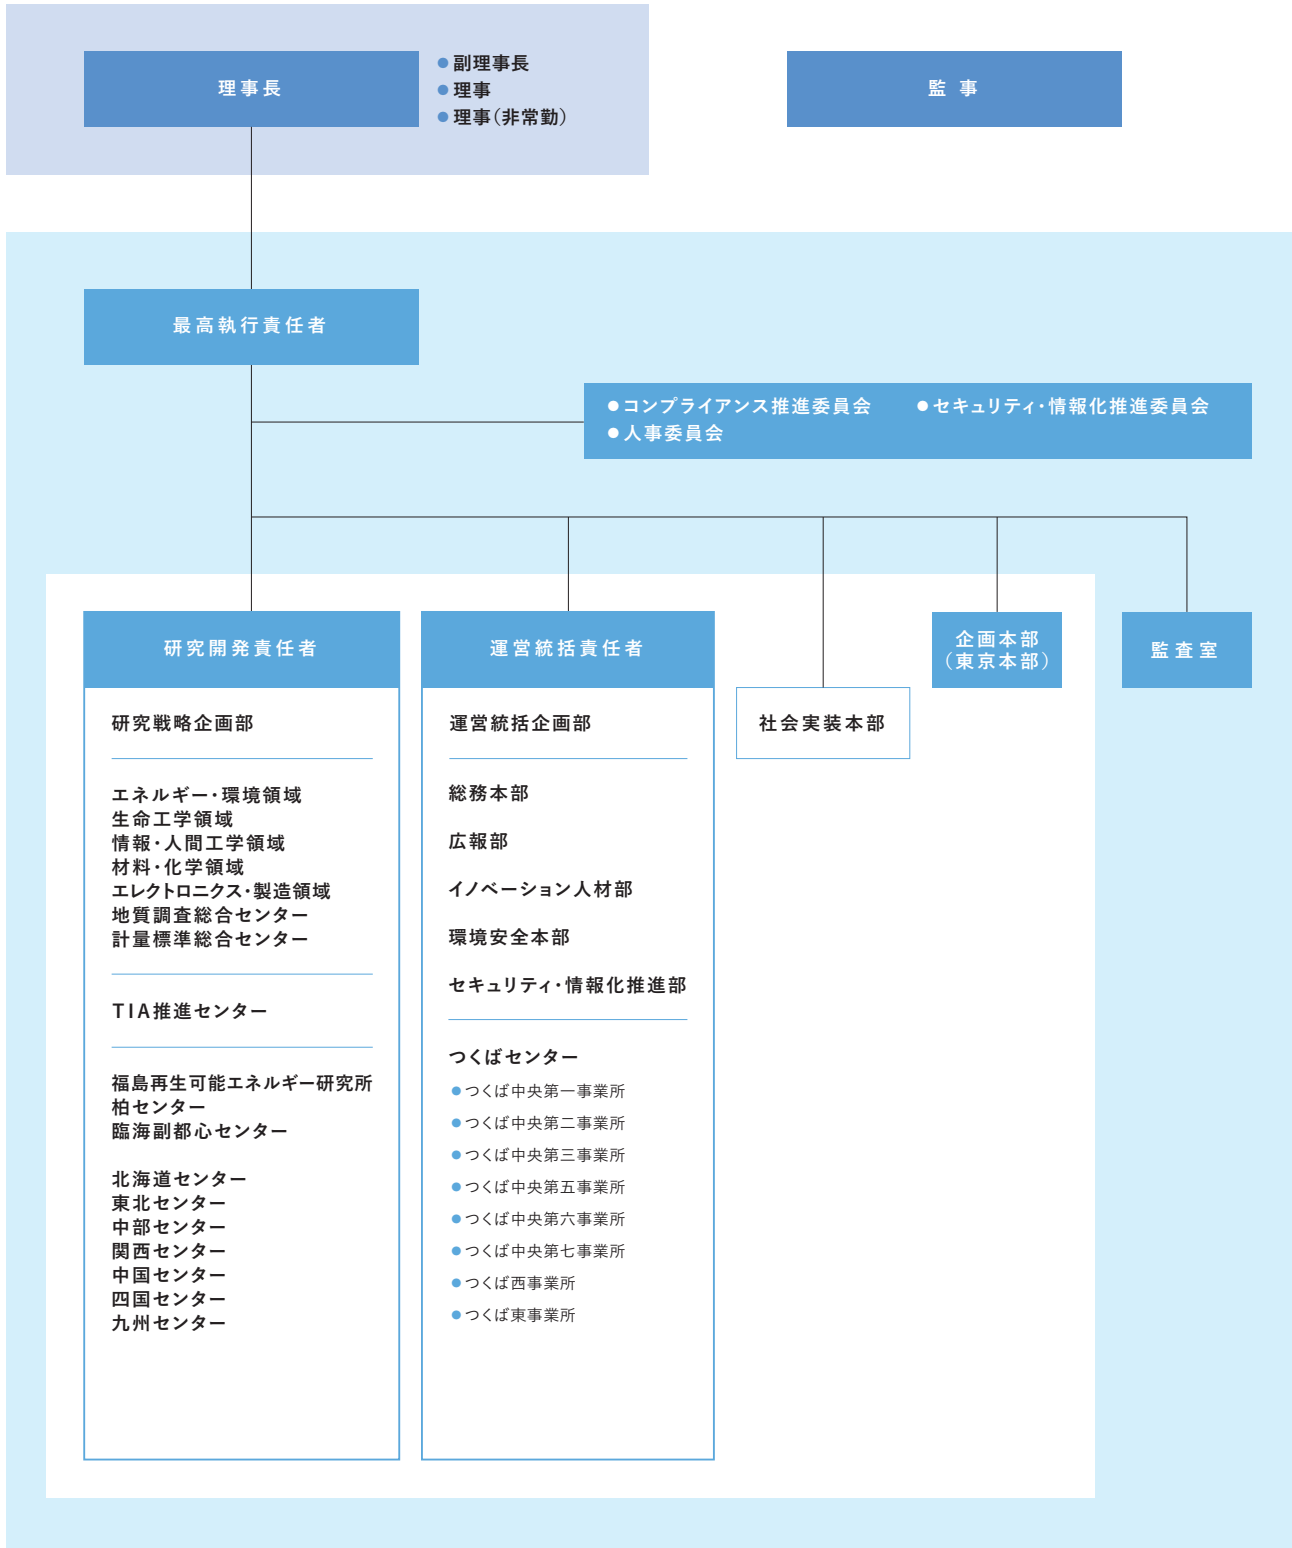 理事長
●副理事長
●理事
●理事（非常勤）
監 事
最高執行責任者
●コンプライアンス推進委員会 ●セキュリティ・情報化推進委員会
●人事委員会
研究開発責任者
研究戦略企画部
エネルギー・環境領域
生命工学領域
情報・人間工学領域
材料・化学領域
エレクトロニクス・製造領域
地質調査総合センター
計量標準総合センター
TIA推進センター
福島再生可能エネルギー研究所
柏センター
臨海副都心センター
北海道センター
東北センター
中部センター
関西センター
中国センター
四国センター
九州センター
運営統括責任者
運営統括企画部
総務本部
広報部
イノベーション人材部
環境安全本部
セキュリティ・情報化推進部
つくばセンター
●つくば中央第一事業所
●つくば中央第二事業所
●つくば中央第三事業所
●つくば中央第五事業所
●つくば中央第六事業所
●つくば中央第七事業所
●つくば西事業所
●つくば東事業所
社会実装本部
企画本部
（東京本部）
監査室